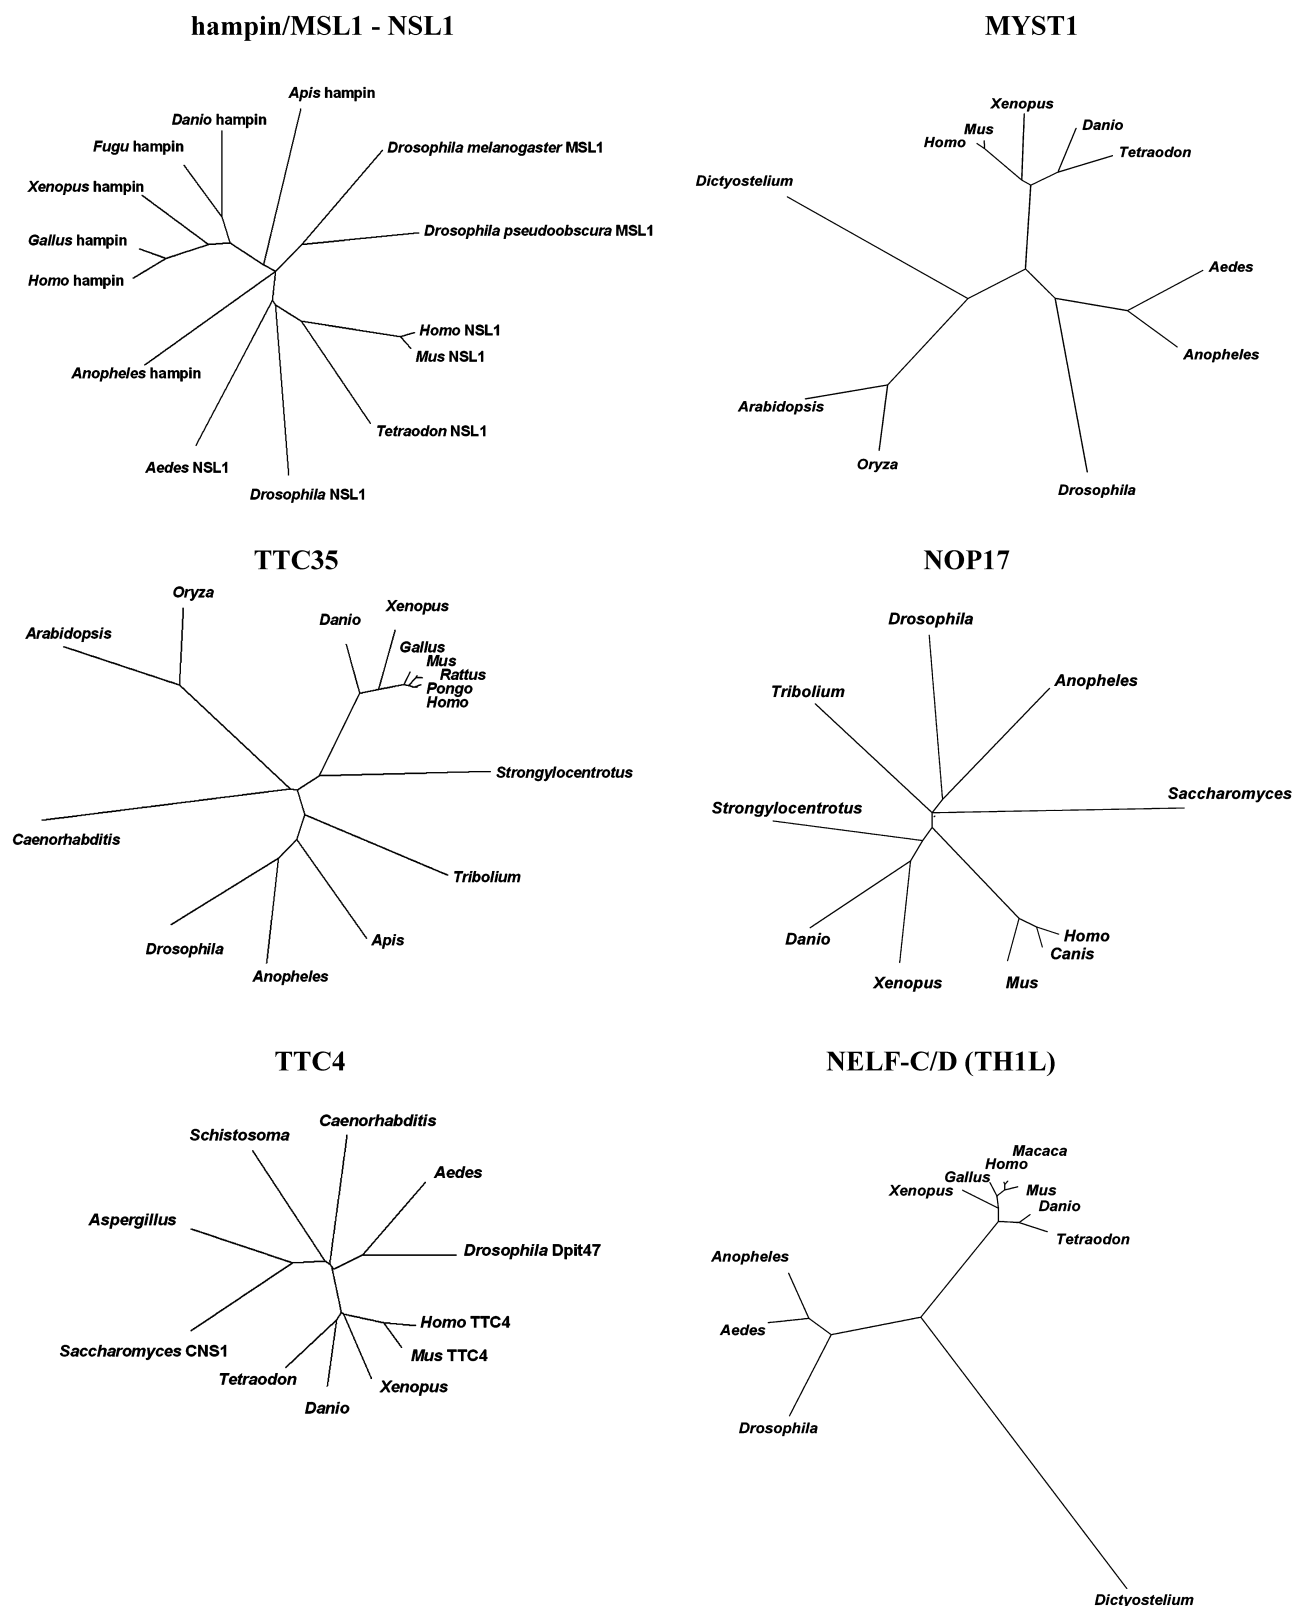 hampin/MSL1 - NSL1
Apis hampin
Danio hampin
Fugu hampin
Drosophila melanogaster MSL1
Xenopus hampin
Drosophila pseudoobscura MSL1
Gallus hampin
Homo hampin
Homo NSL1
Mus NSL1
Anopheles hampin
Tetraodon NSL1
Aedes NSL1
Drosophila NSL1
MYST1
Xenopus
Danio
Mus
Homo
Tetraodon
Dictyostelium
Aedes
Anopheles
Arabidopsis
Oryza
Drosophila
TTC35
Oryza
Xenopus
Danio
Arabidopsis
Gallus
Mus
Rattus
Pongo
Homo
Strongylocentrotus
Caenorhabditis
Tribolium
Apis
Drosophila
Anopheles
NOP17
Drosophila
Anopheles
Tribolium
Saccharomyces
Strongylocentrotus
Homo
Danio
Canis
Xenopus
Mus
TTC4
Caenorhabditis
Schistosoma
Aedes
Aspergillus
Drosophila Dpit47
Homo TTC4
Saccharomyces CNS1
Mus TTC4
Tetraodon
Xenopus
Danio
NELF-C/D (TH1L)
Macaca
Homo
Gallus
Xenopus
Mus
Danio
Tetraodon
Anopheles
Aedes
Drosophila
Dictyostelium